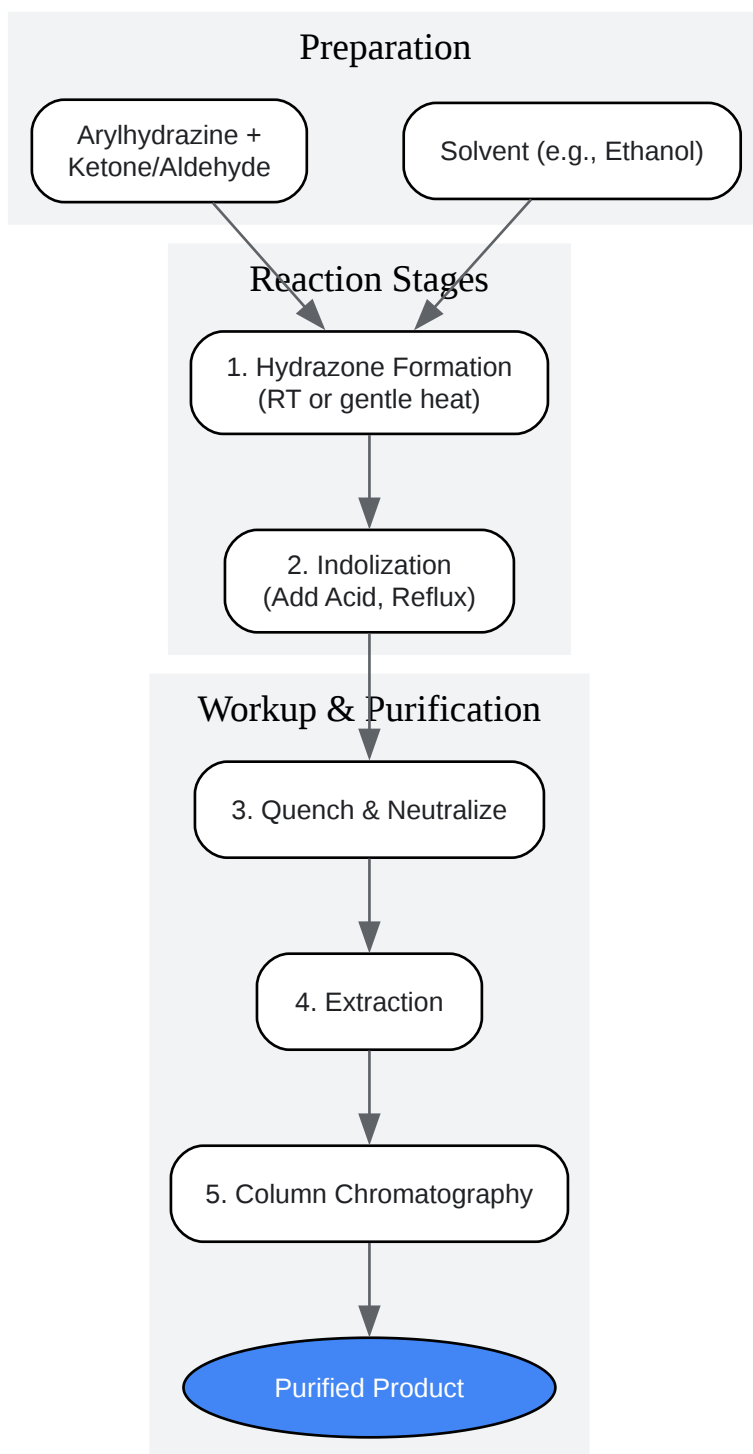 Preparation
Arylhydrazine +
Ketone/Aldehyde
Solvent (e.g., Ethanol)
Reaction Stages
1. Hydrazone Formation
(RT or gentle heat)
2. Indolization
(Add Acid, Reflux)
Workup & Purification
3. Quench & Neutralize
4. Extraction
5. Column Chromatography
Purified Product